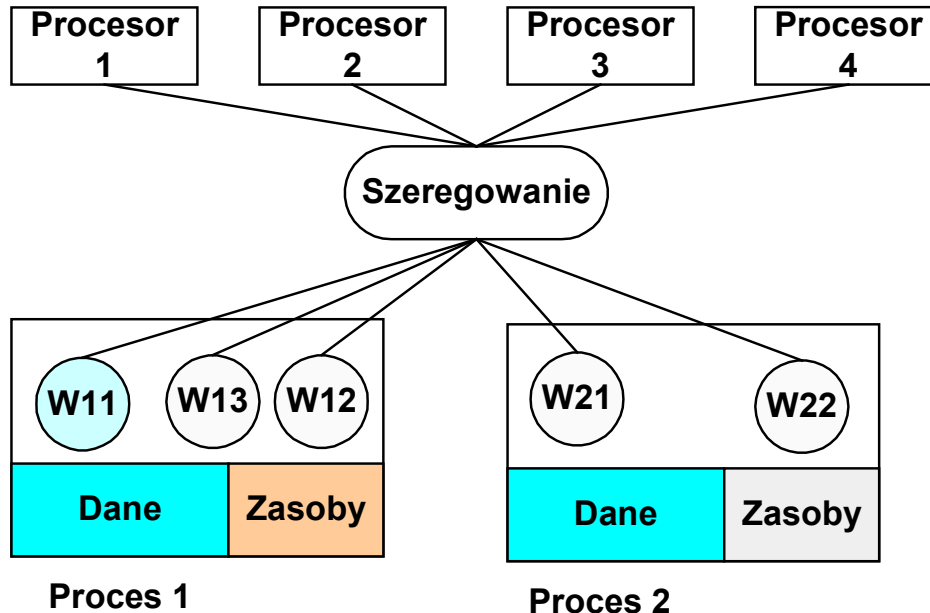 Procesor
1
Procesor
2
Procesor
3
Procesor
4
Szeregowanie
W11
W13
W12
W21
W22
Dane
Zasoby
Dane
Zasoby
Proces 1
Proces 2